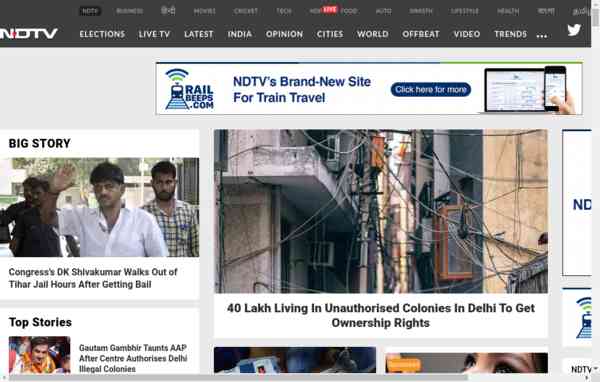 NDTV BUSINESS हिन्दी MOVIES CRICKET TECH HOP LIVE FOOD AUTO SWASTH LIFESTYLE HEALTH বাংলা தமிழ்
NDTV
ELECTIONS LIVE TV LATEST INDIA OPINION CITIES WORLD OFFBEAT VIDEO TRENDS ...
RAIL
BEEPS
.COM
NDTV's Brand-New Site
For Train Travel
Click here for more
BIG STORY
Congress's DK Shivakumar Walks Out of
Tihar Jail Hours After Getting Bail
40 Lakh Living In Unauthorised Colonies In Delhi To Get
Ownership Rights
ND
Top Stories
Gautam Gambhir Taunts AAP
After Centre Authorises Delhi
Illegal Colonies
Sponsored
NDTV